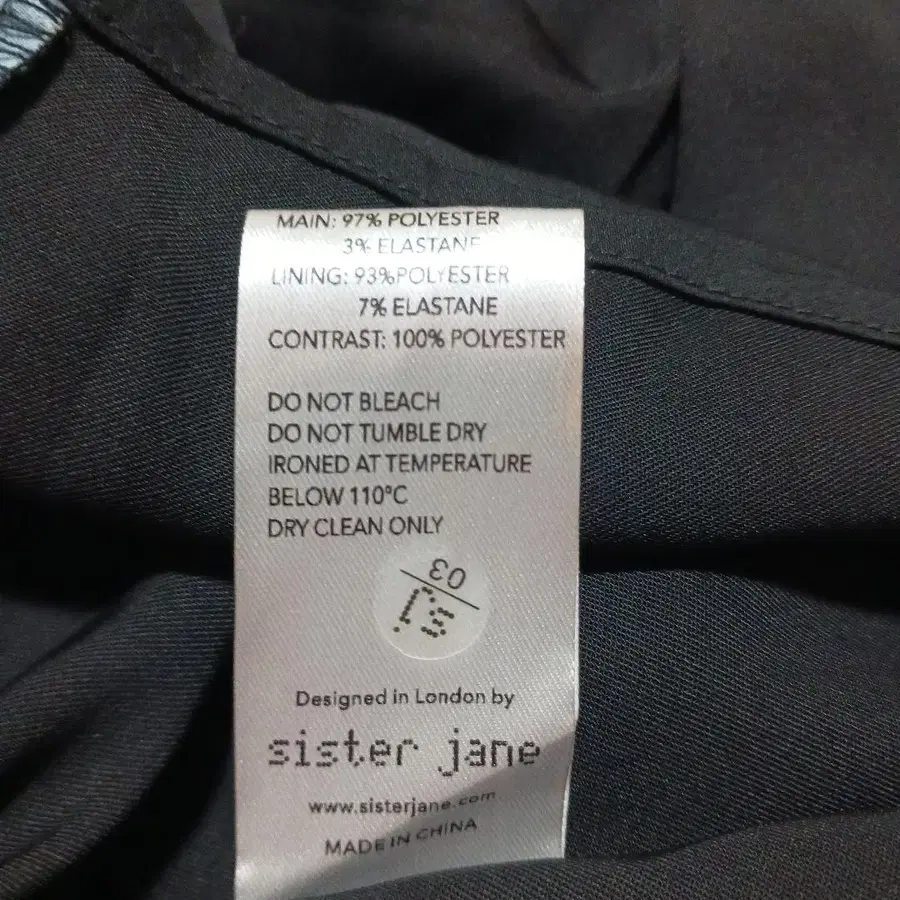 MAIN: 97% POLYESTER
3% ELASTANE
LINING: 93%POLYESTER
7% ELASTANE
CONTRAST: 100% POLYESTER
DO NOT BLEACH
DO NOT TUMBLE DRY
IRONED AT TEMPERATURE
BELOW 110°C
DRY CLEAN ONLY
03
S.J.
Designed in London by
sister jane
www.sisterjane.com
MADE IN CHINA